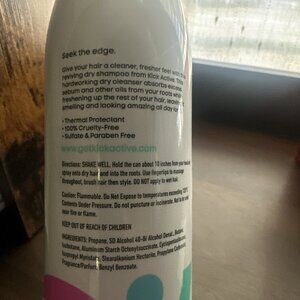 Seek the edge.
Give your hair a cleaner, fresher feel with this
reviving dry shampoo from Kick Active. This
hardworking dry cleanser absorbs excess
sebum and other oils from your roots while
freshening up the rest of your hair, leaving it
smelling and looking amazing all day long.
• Thermal Protectant
• 100% Cruelty-Free
• Sulfate & Paraben Free
www.getkickactive.com
Directions: SHAKE WELL. Hold the can about 10 inches from your hair and
spray onto dry hair and into the roots. Use fingertips to massage
throughout, brush hair then style. DO NOT apply to wet hair.
Caution: Flammable. Do Not Expose to temperatures exceeding 120°F.
Contents Under Pressure. Do not puncture or incinerate. Not to be used
near fire or flame.
KEEP OUT OF REACH OF CHILDREN
INGREDIENTS: Propane, SD Alcohol 40-B( Alcohol Denat.), Butane,
Isobutane, Aluminum Starch Octenylsuccinate, Cyclopentasiloxane,
Isopropyl Myristate, Stearalkonium Hectorite, Propylene Carbonate,
Fragrance/Parfum, Benzyl Benzoate.